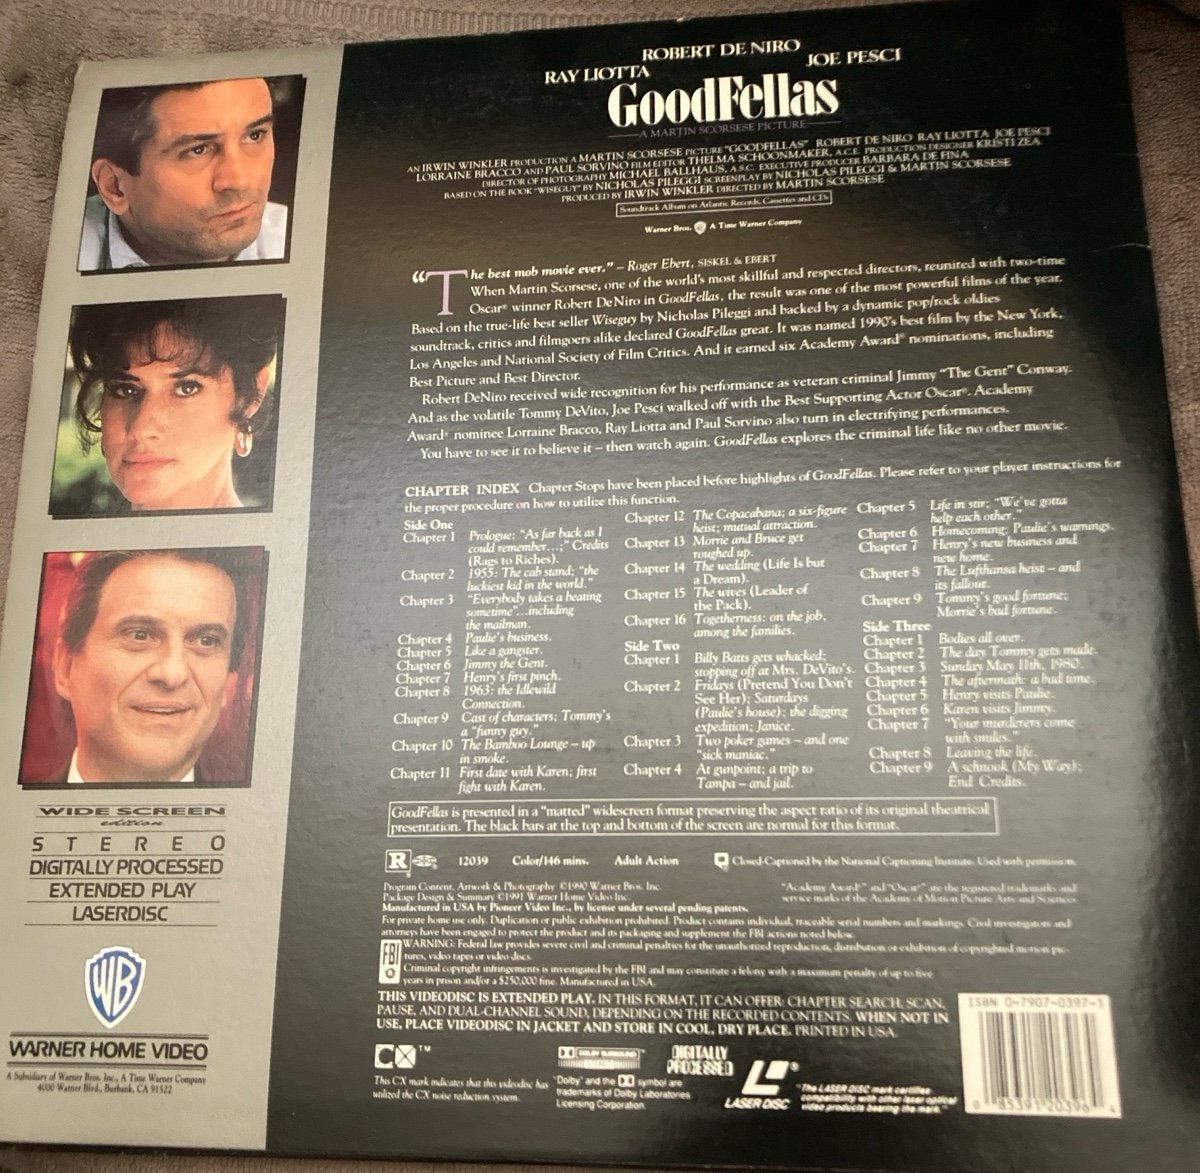 ROBERT DE NIRO
RAY LIOTTA JOE PESCI
GoodFellas
A MARTIN SCORSESE PICTURE
AN IRWIN WINKLER PRODUCTION A MARTIN SCORSESE PICTURE "GOODFELLAS" ROBERT DE NIRO RAY LIOTTA JOE PESCI
LORRAINE BRACCO AND PAUL SORVINO FILM EDITOR THELMA SCHOONMAKER, A.C.E. PRODUCTION DESIGNER KRISTI ZEA
DIRECTOR OF PHOTOGRAPHY MICHAEL BALLHAUS, A.S.C. EXECUTIVE PRODUCER BARBARA DE FINA
BASED ON THE BOOK "WISEGUY" BY NICHOLAS PILEGGI SCREENPLAY BY NICHOLAS PILEGGI & MARTIN SCORSESE
PRODUCED BY IRWIN WINKLER DIRECTED BY MARTIN SCORSESE
Soundtrack Album on Atlantic Records, Cassettes and CDs
Warner Bros. WB A Time Warner Company
"The best mob movie ever." – Roger Ebert, SISKEL & EBERT
When Martin Scorsese, one of the world's most skillful and respected directors, reunited with two-time
Oscar® winner Robert DeNiro in GoodFellas, the result was one of the most powerful films of the year.
Based on the true-life best seller Wiseguy by Nicholas Pileggi and backed by a dynamic pop/rock oldies
soundtrack, critics and filmgoers alike declared GoodFellas great. It was named 1990's best film by the New York,
Los Angeles and National Society of Film Critics. And it earned six Academy Award® nominations, including
Best Picture and Best Director.
Robert DeNiro received wide recognition for his performance as veteran criminal Jimmy "The Gent" Conway.
And as the volatile Tommy DeVito, Joe Pesci walked off with the Best Supporting Actor Oscar®. Academy
Award® nominee Lorraine Bracco, Ray Liotta and Paul Sorvino also turn in electrifying performances.
You have to see it to believe it – then watch again. GoodFellas explores the criminal life like no other movie.
CHAPTER INDEX Chapter Stops have been placed before highlights of GoodFellas. Please refer to your player instructions for
the proper procedure on how to utilize this function.
Side One
Chapter 1 Prologue: "As far back as I
could remember...;" Credits
(Rags to Riches).
Chapter 2 1955: The cab stand; "the
luckiest kid in the world."
Chapter 3 "Everybody takes a beating
sometime"...including
the mailman.
Chapter 4 Paulie's business.
Chapter 5 Like a gangster.
Chapter 6 Jimmy the Gent.
Chapter 7 Henry's first pinch.
Chapter 8 1963: the Idlewild
Connection.
Chapter 9 Cast of characters; Tommy's
a "funny guy."
Chapter 10 The Bamboo Lounge – up
in smoke.
Chapter 11 First date with Karen; first
fight with Karen.
Chapter 12 The Copacabana; a six-figure
heist; mutual attraction.
Chapter 13 Morrie and Bruce get
roughed up.
Chapter 14 The wedding (Life Is but
a Dream).
Chapter 15 The wives (Leader of
the Pack).
Chapter 16 Togetherness: on the job,
among the families.
Side Two
Chapter 1 Billy Batts gets whacked;
stopping off at Mrs. DeVito's.
Chapter 2 Fridays (Pretend You Don't
See Her); Saturdays
(Paulie's house); the digging
expedition; Janice.
Chapter 3 Two poker games – and one
"sick maniac."
Chapter 4 At gunpoint; a trip to
Tampa – and jail.
Chapter 5 Life in stir; "We've gotta
help each other."
Chapter 6 Homecoming; Paulie's warnings.
Chapter 7 Henry's new business and
new home.
Chapter 8 The Lufthansa heist – and
its fallout.
Chapter 9 Tommy's good fortune;
Morrie's bad fortune.
Side Three
Chapter 1 Bodies all over.
Chapter 2 The day Tommy gets made.
Chapter 3 Sunday May 11th, 1980.
Chapter 4 The aftermath: a bad time.
Chapter 5 Henry visits Paulie.
Chapter 6 Karen visits Jimmy.
Chapter 7 "Your murderers come
with smiles."
Chapter 8 Leaving the life.
Chapter 9 A schnook (My Way);
End Credits.
GoodFellas is presented in a "matted" widescreen format preserving the aspect ratio of its original theatrical
presentation. The black bars at the top and bottom of the screen are normal for this format.
R 12039 Color/146 mins. Adult Action Closed-Captioned by the National Captioning Institute. Used with permission.
Program Content, Artwork & Photography ©1990 Warner Bros. Inc.
Package Design & Summary ©1991 Warner Home Video Inc.
Manufactured in USA by Pioneer Video Inc., by license under several pending patents.
"Academy Award®" and "Oscar®" are the registered trademarks and
service marks of the Academy of Motion Picture Arts and Sciences.
For private home use only. Duplication or public exhibition prohibited. Product contains individual, traceable serial numbers and markings. Civil investigators and
attorneys have been engaged to protect the product and its packaging and supplement the FBI actions noted below.
FBI
WARNING: Federal law provides severe civil and criminal penalties for the unauthorized reproduction, distribution or exhibition of copyrighted motion pic-
tures, video tapes or video discs.
Criminal copyright infringements is investigated by the FBI and may constitute a felony with a maximum penalty of up to five
years in prison and/or a $250,000 fine. Manufactured in USA.
THIS VIDEODISC IS EXTENDED PLAY. IN THIS FORMAT, IT CAN OFFER: CHAPTER SEARCH, SCAN,
PAUSE, AND DUAL-CHANNEL SOUND, DEPENDING ON THE RECORDED CONTENTS. WHEN NOT IN
USE, PLACE VIDEODISC IN JACKET AND STORE IN COOL, DRY PLACE. PRINTED IN USA.
CX™
This CX mark indicates that this videodisc has
utilized the CX noise reduction system.
DOLBY SURROUND
STEREO
"Dolby" and the DD symbol are
trademarks of Dolby Laboratories
Licensing Corporation.
DIGITALLY
PROCESSED
LASER DISC
"The LASER DISC mark certifies
compatibility with other laser optical
video products bearing the mark."
ISBN 0-7907-0397-1
0 85391 20396 4
WIDE SCREEN
edition
STEREO
DIGITALLY PROCESSED
EXTENDED PLAY
LASERDISC
WB
WARNER HOME VIDEO
A Subsidiary of Warner Bros. Inc., A Time Warner Company
4000 Warner Blvd., Burbank, CA 91522